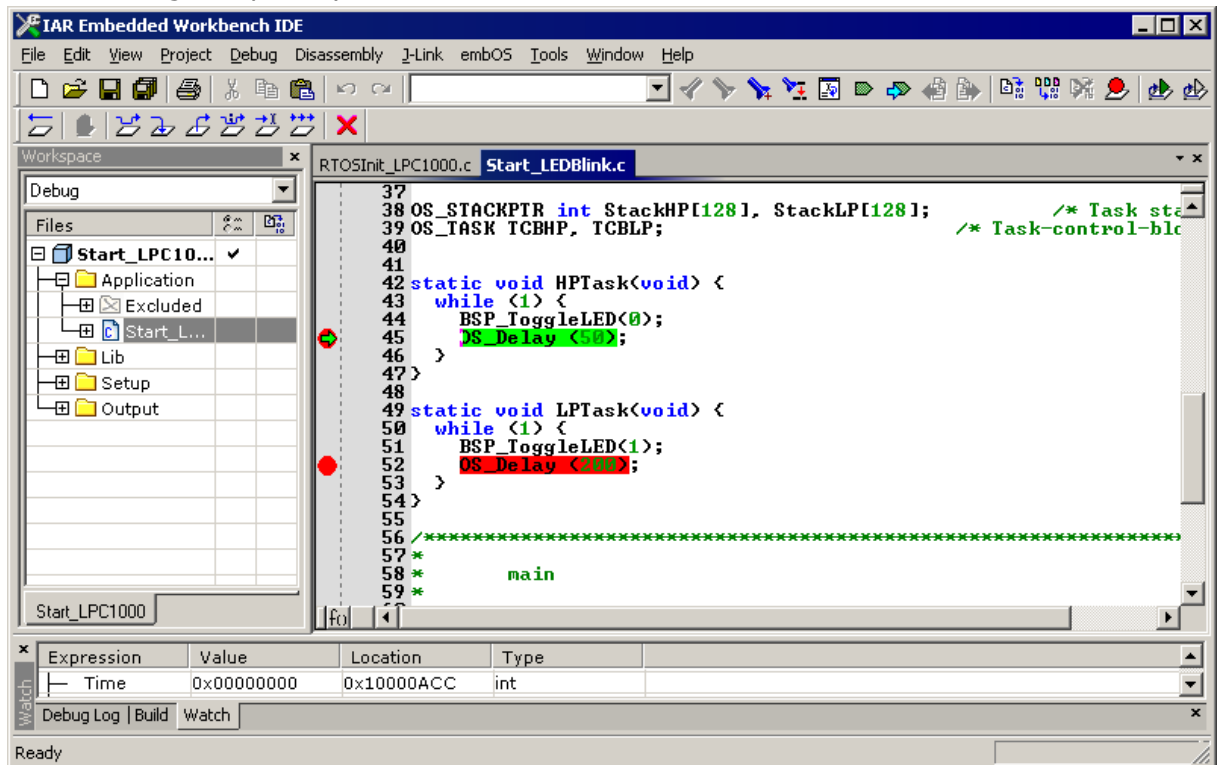 IAR Embedded Workbench IDE
File Edit View Project Debug Disassembly J-Link embOS Tools Window Help
Workspace
Debug
Files
Start_LPC10...
Application
Excluded
Start_L...
Lib
Setup
Output
Start_LPC1000
RTOSInit_LPC1000.c Start_LEDBlink.c
37
38 OS_STACKPTR int StackHP[128], StackLP[128]; /* Task sta
39 OS_TASK TCBHP, TCBLP; /* Task-control-blo
40
41
42 static void HPTask(void) {
43 while (1) {
44 BSP_ToggleLED(0);
45 OS_Delay (50);
46 }
47 }
48
49 static void LPTask(void) {
50 while (1) {
51 BSP_ToggleLED(1);
52 OS_Delay (200);
53 }
54 }
55
56 /*********************************************************************
57 *
58 * main
59 *
fo
Expression Value Location Type
Time 0x00000000 0x10000ACC int
Watch
Debug Log Build Watch
Ready